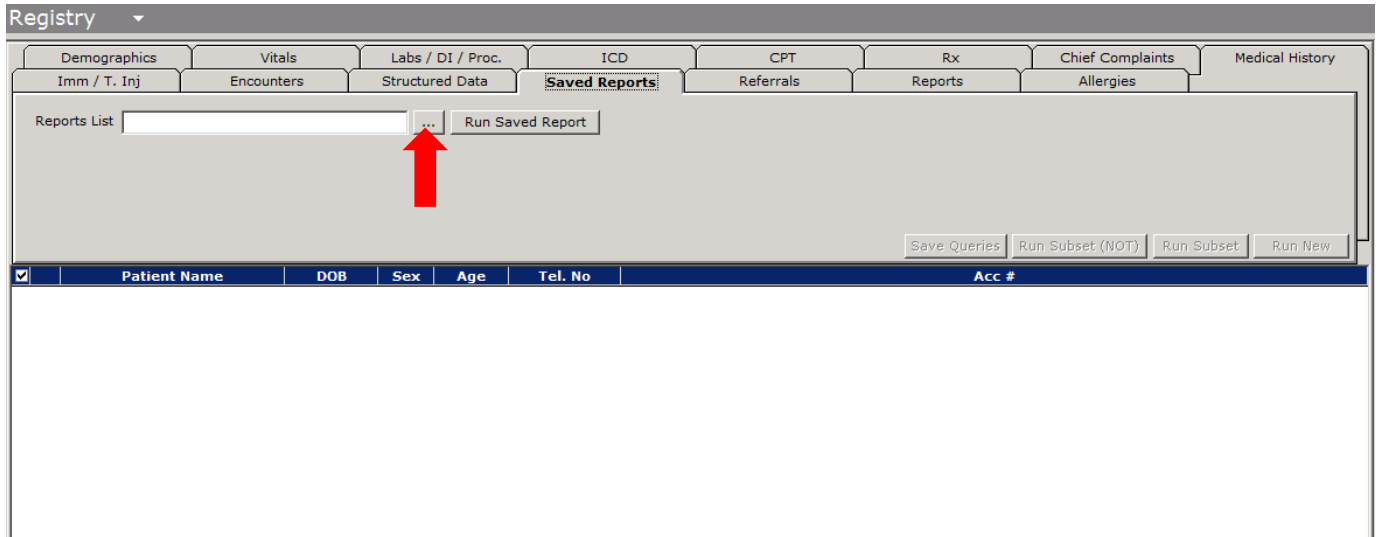 Registry
Demographics Vitals Labs / DI / Proc. ICD CPT Rx Chief Complaints Medical History
Imm / T. Inj Encounters Structured Data Saved Reports Referrals Reports Allergies
Reports List ... Run Saved Report
Save Queries Run Subset (NOT) Run Subset Run New
Patient Name DOB Sex Age Tel. No Acc #